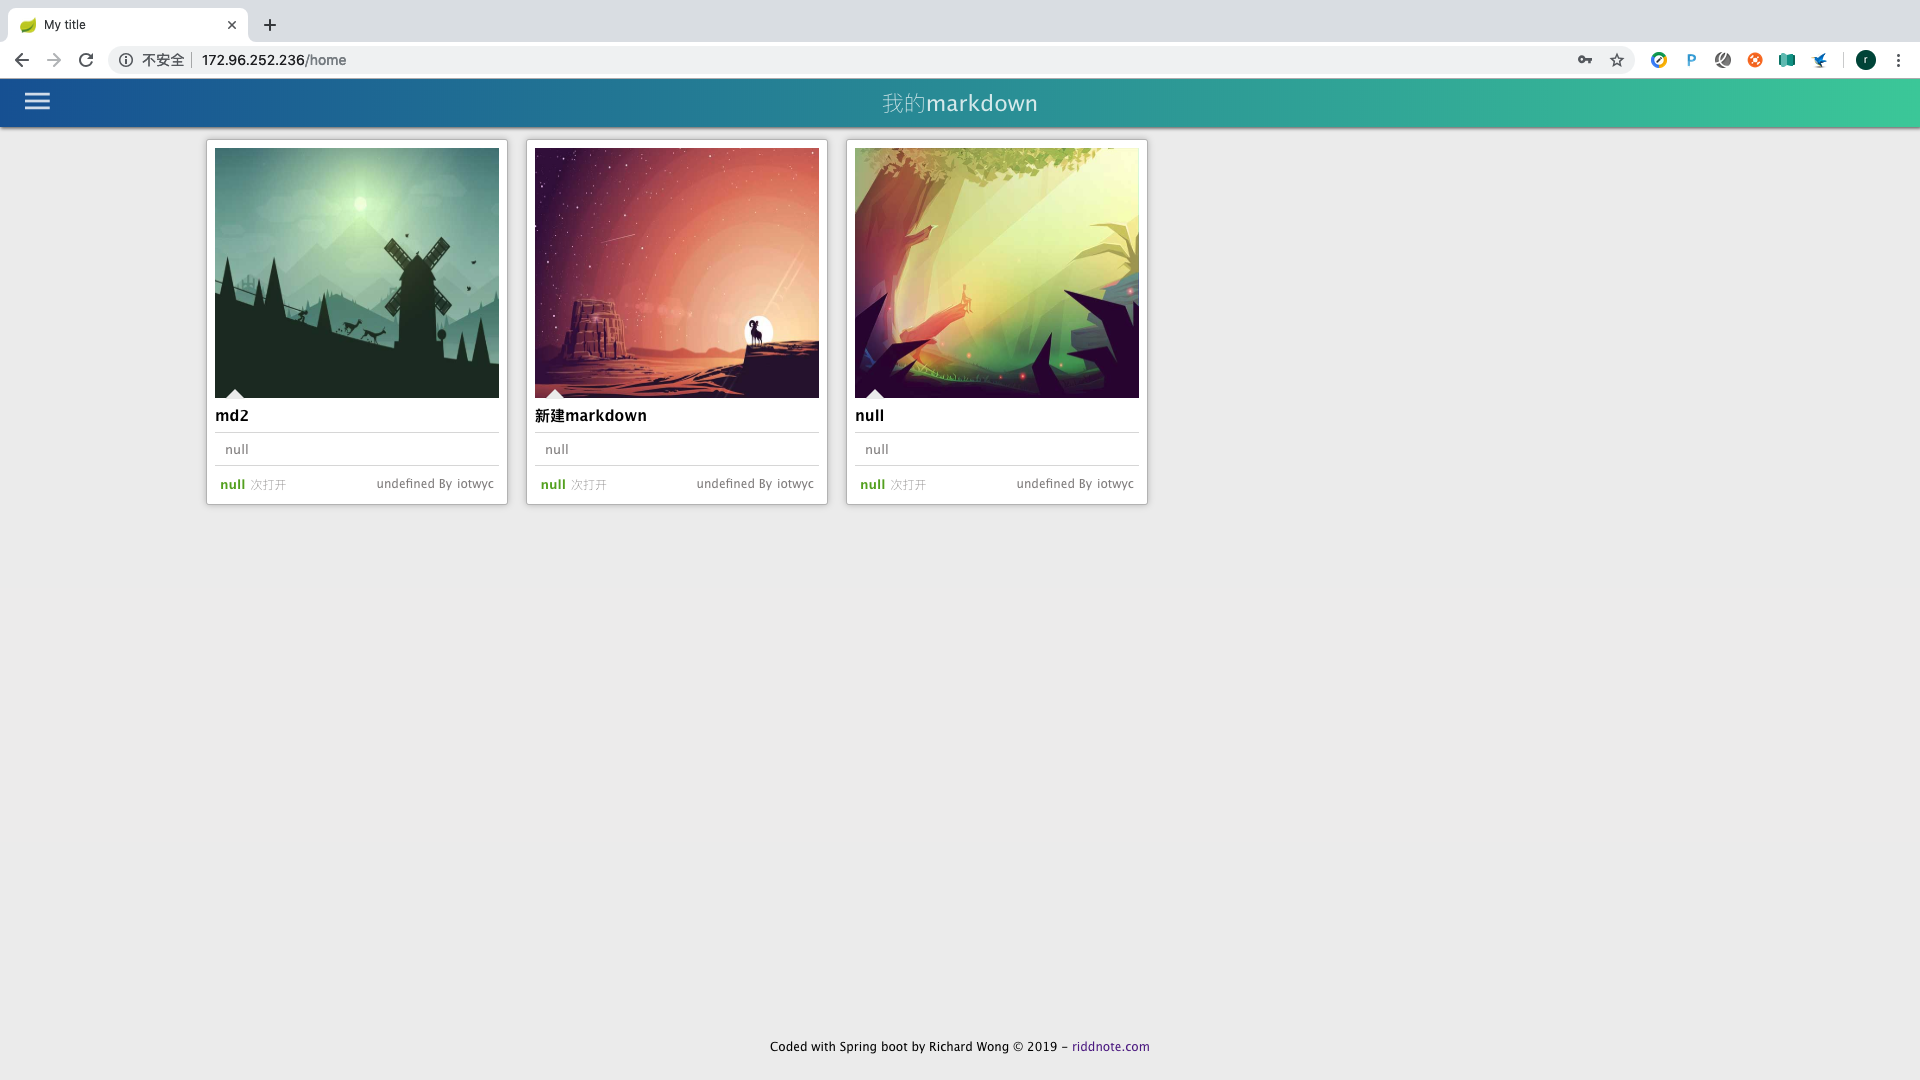 My title
不安全 172.96.252.236/home
P
r
我的markdown
md2
null
null 次打开 undefined By iotwyc
新建markdown
null
null 次打开 undefined By iotwyc
null
null
null 次打开 undefined By iotwyc
Coded with Spring boot by Richard Wong © 2019 – riddnote.com